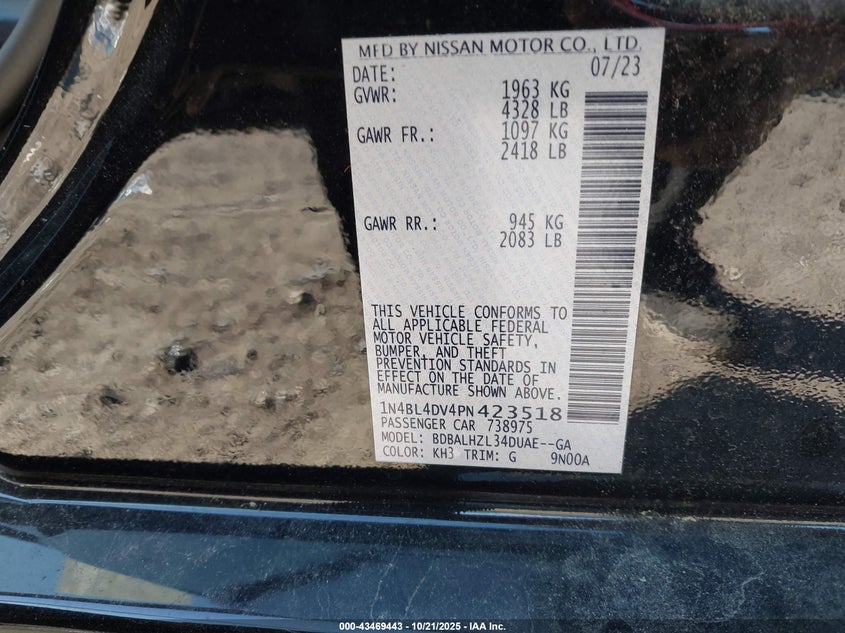 MFD BY NISSAN MOTOR CO., LTD.
DATE: 07/23
GVWR: 1963 KG
4328 LB
GAWR FR.: 1097 KG
2418 LB
GAWR RR.: 945 KG
2083 LB
THIS VEHICLE CONFORMS TO
ALL APPLICABLE FEDERAL
MOTOR VEHICLE SAFETY,
BUMPER, AND THEFT
PREVENTION STANDARDS IN
EFFECT ON THE DATE OF
MANUFACTURE SHOWN ABOVE.
1N4BL4DV4PN423518
PASSENGER CAR 738975
MODEL: BDBALHZL34DUAE--GA
COLOR: KH3 TRIM: G 9N00A
000-43469443 - 10/21/2025 - IAA Inc.